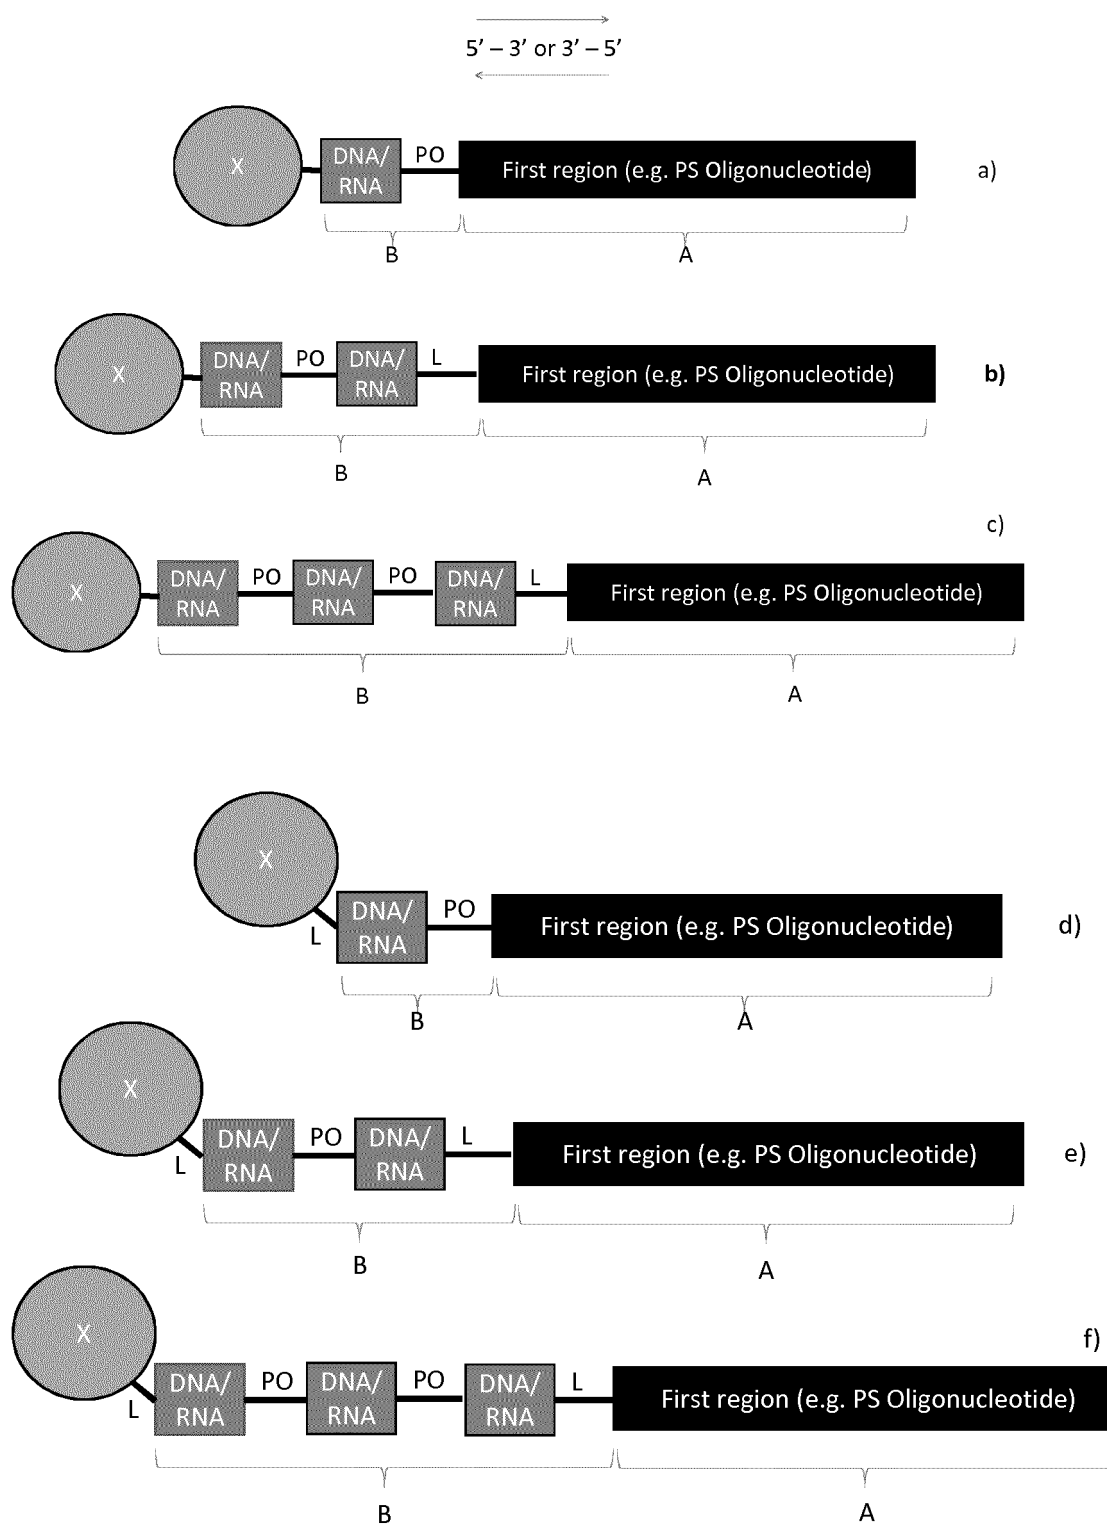 5’ – 3’ or 3’ – 5’
X
DNA/
RNA
PO
First region (e.g. PS Oligonucleotide)
a)
B
A
X
DNA/
RNA
PO
DNA/
RNA
L
First region (e.g. PS Oligonucleotide)
b)
B
A
c)
X
DNA/
RNA
PO
DNA/
RNA
PO
DNA/
RNA
L
First region (e.g. PS Oligonucleotide)
B
A
X
L
DNA/
RNA
PO
First region (e.g. PS Oligonucleotide)
d)
B
A
X
L
DNA/
RNA
PO
DNA/
RNA
L
First region (e.g. PS Oligonucleotide)
e)
B
A
f)
X
L
DNA/
RNA
PO
DNA/
RNA
PO
DNA/
RNA
L
First region (e.g. PS Oligonucleotide)
B
A